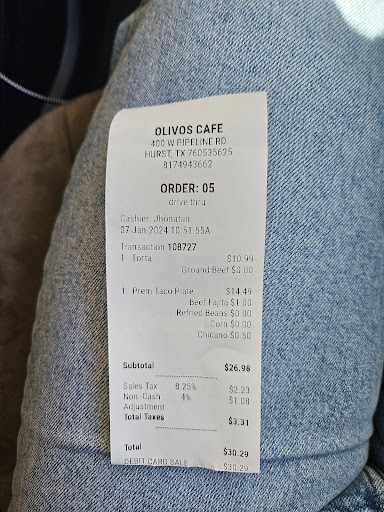 OLIVOS CAFE
400 W PIPELINE RD
HURST, TX 760535625
8174943662
ORDER: 05
drive thru
Cashier: Jhonatan
07-Jan-2024 10:51:55A
Transaction 108727
1 Torta $10.99
Ground Beef $0.00
1 Prem Taco Plate $14.49
Beef Fajita $1.00
Refried Beans $0.00
Corn $0.00
Chicano $0.50
Subtotal $26.98
Sales Tax 8.25% $2.23
Non-Cash 4% $1.08
Adjustment
Total Taxes $3.31
Total $30.29
DEBIT CARD SALE $30.29